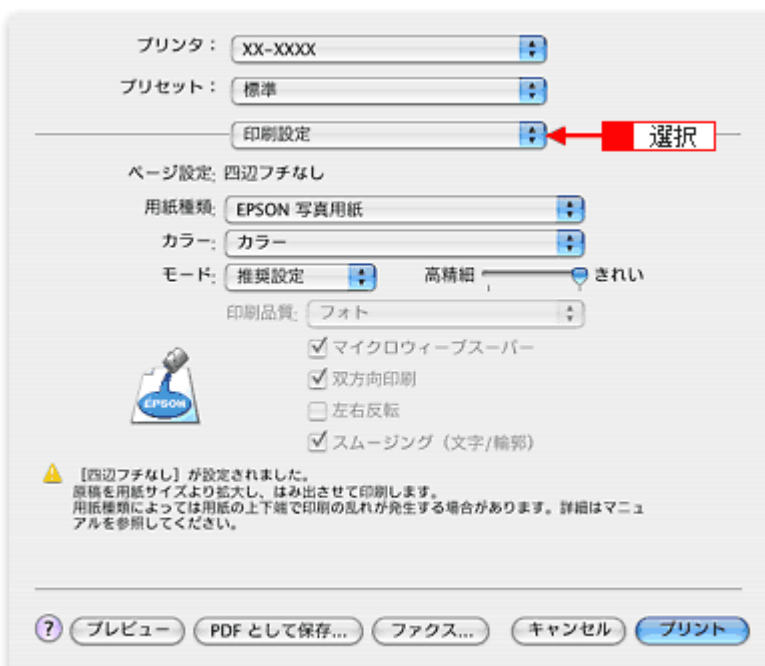 プリンタ： XX-XXXX
プリセット： 標準
印刷設定 選択
ページ設定: 四辺フチなし
用紙種類: EPSON 写真用紙
カラー: カラー
モード: 推奨設定 高精細 きれい
印刷品質: フォト
マイクロウィーブスーパー
双方向印刷
EPSON
左右反転
スムージング（文字/輪郭）
［四辺フチなし］が設定されました。
原稿を用紙サイズより拡大し、はみ出させて印刷します。
用紙種類によっては用紙の上下端で印刷の乱れが発生する場合があります。詳細はマニュ
アルを参照してください。
? プレビュー PDF として保存... ファクス... キャンセル プリント